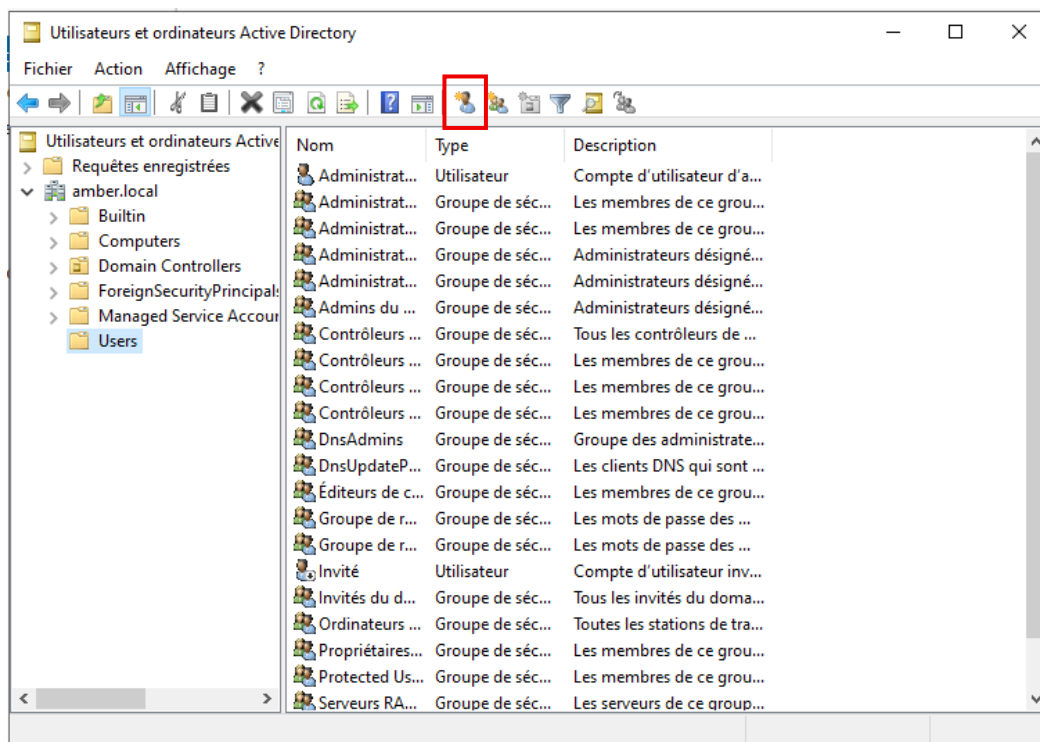 Utilisateurs et ordinateurs Active Directory
Fichier Action Affichage ?
Utilisateurs et ordinateurs Active
Requêtes enregistrées
amber.local
Builtin
Computers
Domain Controllers
ForeignSecurityPrincipals
Managed Service Accour
Users
Nom Type Description
Administrat... Utilisateur Compte d'utilisateur d'a...
Administrat... Groupe de séc... Les membres de ce grou...
Administrat... Groupe de séc... Les membres de ce grou...
Administrat... Groupe de séc... Administrateurs désigné...
Administrat... Groupe de séc... Administrateurs désigné...
Admins du ... Groupe de séc... Administrateurs désigné...
Contrôleurs ... Groupe de séc... Tous les contrôleurs de ...
Contrôleurs ... Groupe de séc... Les membres de ce grou...
Contrôleurs ... Groupe de séc... Les membres de ce grou...
Contrôleurs ... Groupe de séc... Les membres de ce grou...
DnsAdmins Groupe de séc... Groupe des administrate...
DnsUpdateP... Groupe de séc... Les clients DNS qui sont ...
Éditeurs de c... Groupe de séc... Les membres de ce grou...
Groupe de r... Groupe de séc... Les mots de passe des ...
Groupe de r... Groupe de séc... Les mots de passe des ...
Invité Utilisateur Compte d'utilisateur inv...
Invités du d... Groupe de séc... Tous les invités du doma...
Ordinateurs ... Groupe de séc... Toutes les stations de tra...
Propriétaires... Groupe de séc... Les membres de ce grou...
Protected Us... Groupe de séc... Les membres de ce grou...
Serveurs RA... Groupe de séc... Les serveurs de ce group...